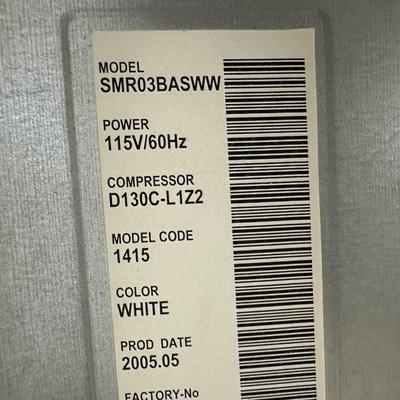 MODEL
SMR03BASWW
POWER
115V/60Hz
COMPRESSOR
D130C-L1Z2
MODEL CODE
1415
COLOR
WHITE
PROD DATE
2005.05
FACTORY-No